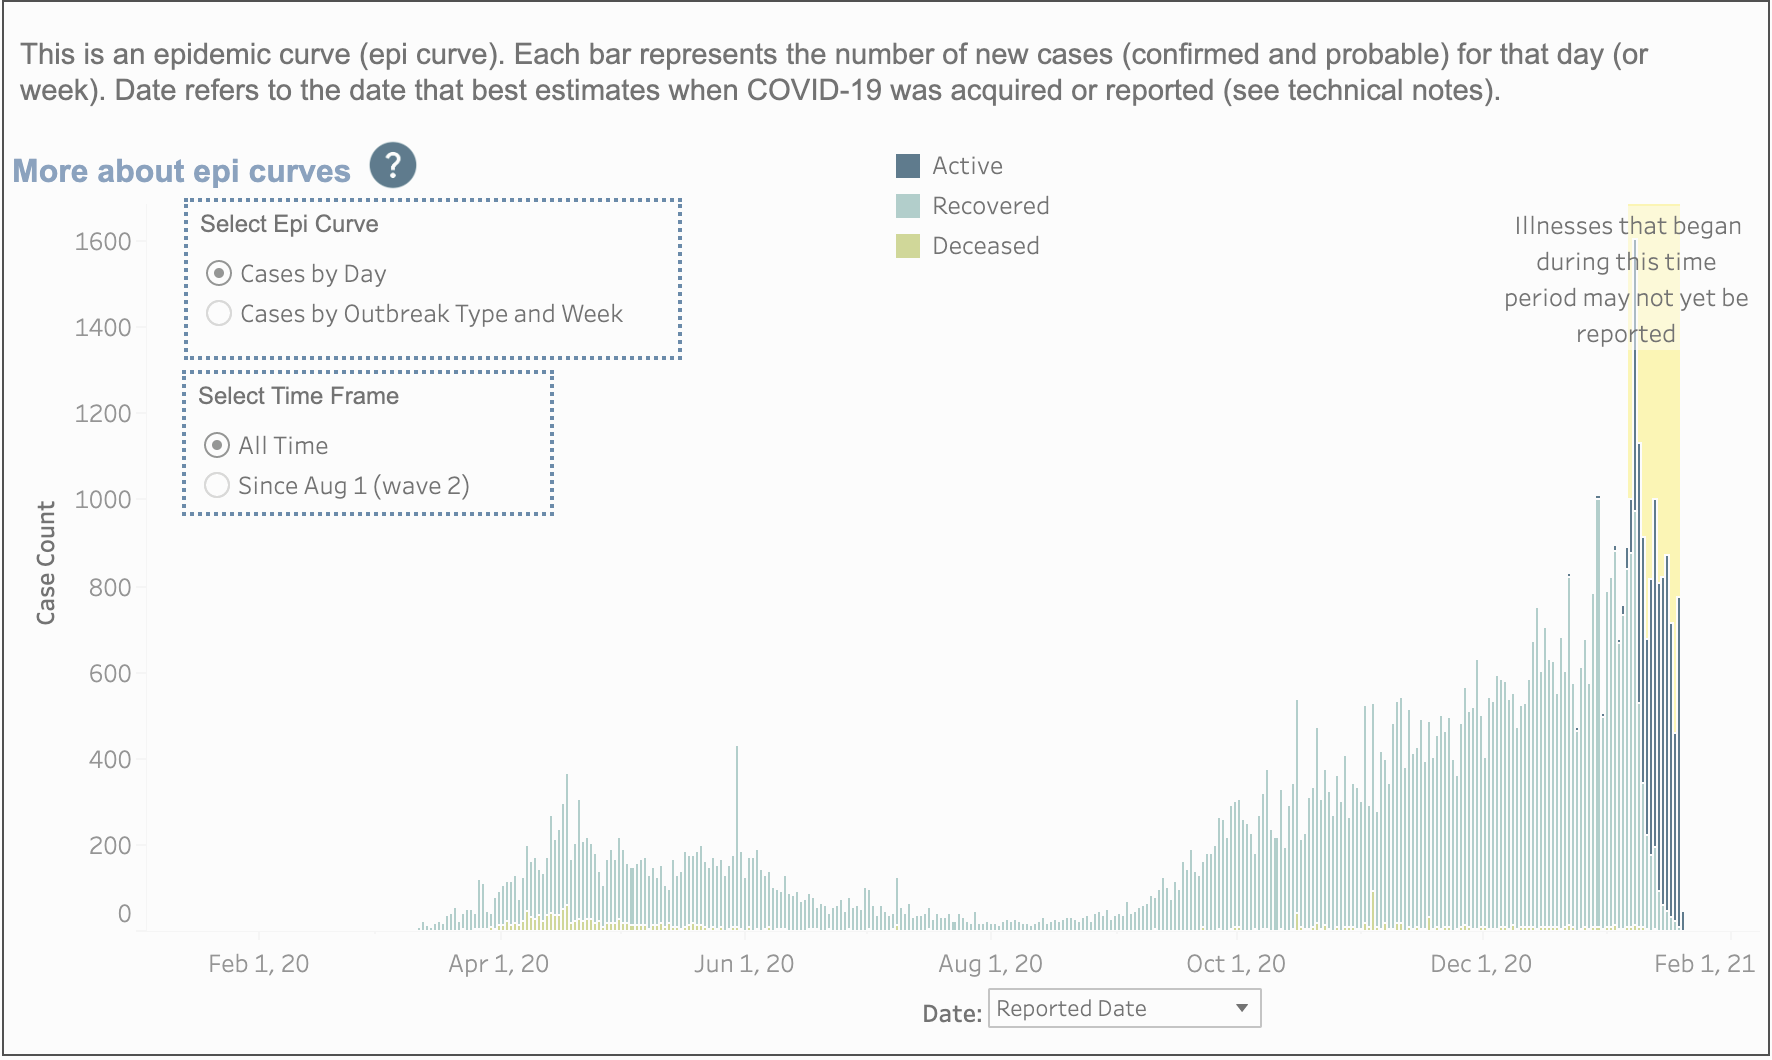 This is an epidemic curve (epi curve). Each bar represents the number of new cases (confirmed and probable) for that day (or
week). Date refers to the date that best estimates when COVID-19 was acquired or reported (see technical notes).
More about epi curves ?
Active
Recovered
Deceased
Select Epi Curve
Cases by Day
Cases by Outbreak Type and Week
Select Time Frame
All Time
Since Aug 1 (wave 2)
Illnesses that began
during this time
period may not yet be
reported
Case Count
1600
1400
1200
1000
800
600
400
200
0
Feb 1, 20
Apr 1, 20
Jun 1, 20
Aug 1, 20
Oct 1, 20
Dec 1, 20
Feb 1, 21
Date: Reported Date